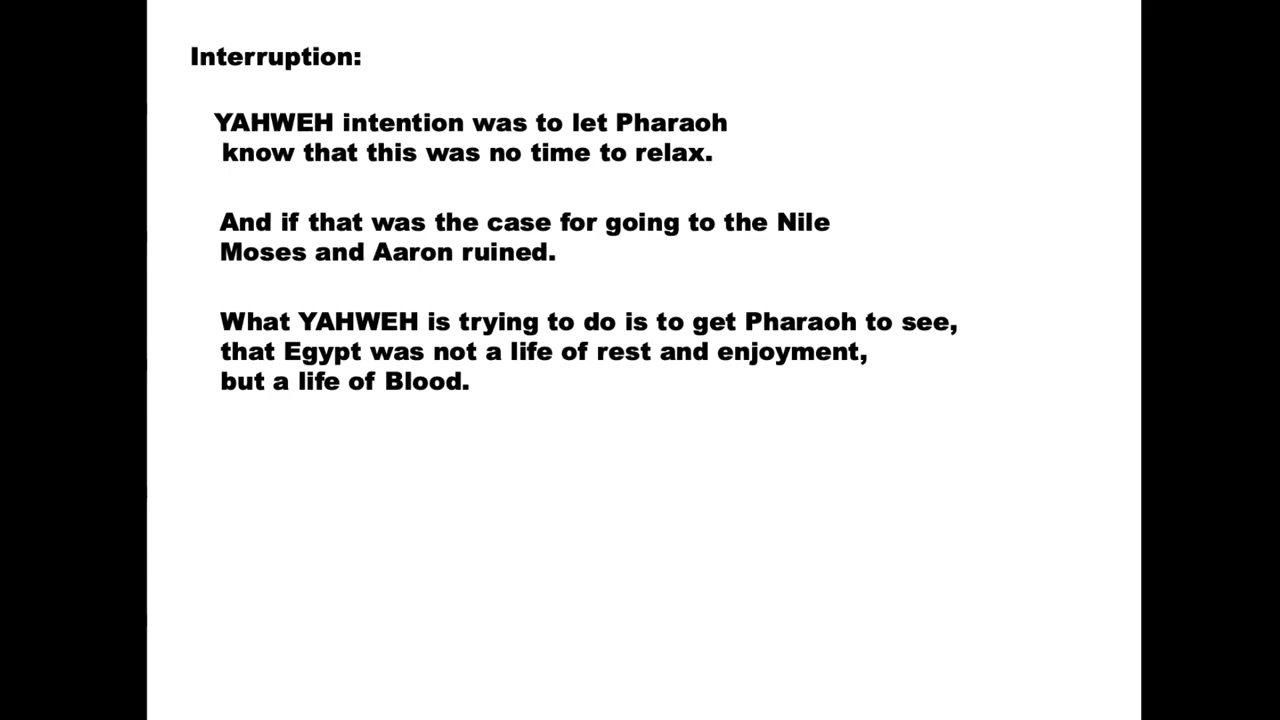 Interruption:
YAHWEH intention was to let Pharaoh
know that this was no time to relax.
And if that was the case for going to the Nile
Moses and Aaron ruined.
What YAHWEH is trying to do is to get Pharaoh to see,
that Egypt was not a life of rest and enjoyment,
but a life of Blood.